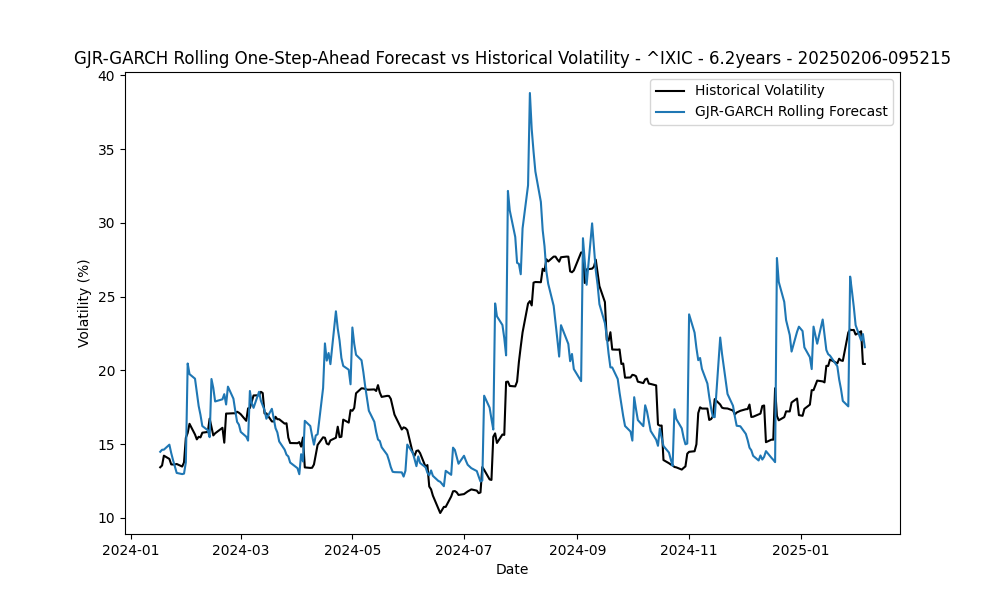 GJR-GARCH Rolling One-Step-Ahead Forecast vs Historical Volatility - ^IXIC - 6.2years - 20250206-095215
Historical Volatility
GJR-GARCH Rolling Forecast
Volatility (%)
40
35
30
25
20
15
10
2024-01
2024-03
2024-05
2024-07
2024-09
2024-11
2025-01
Date